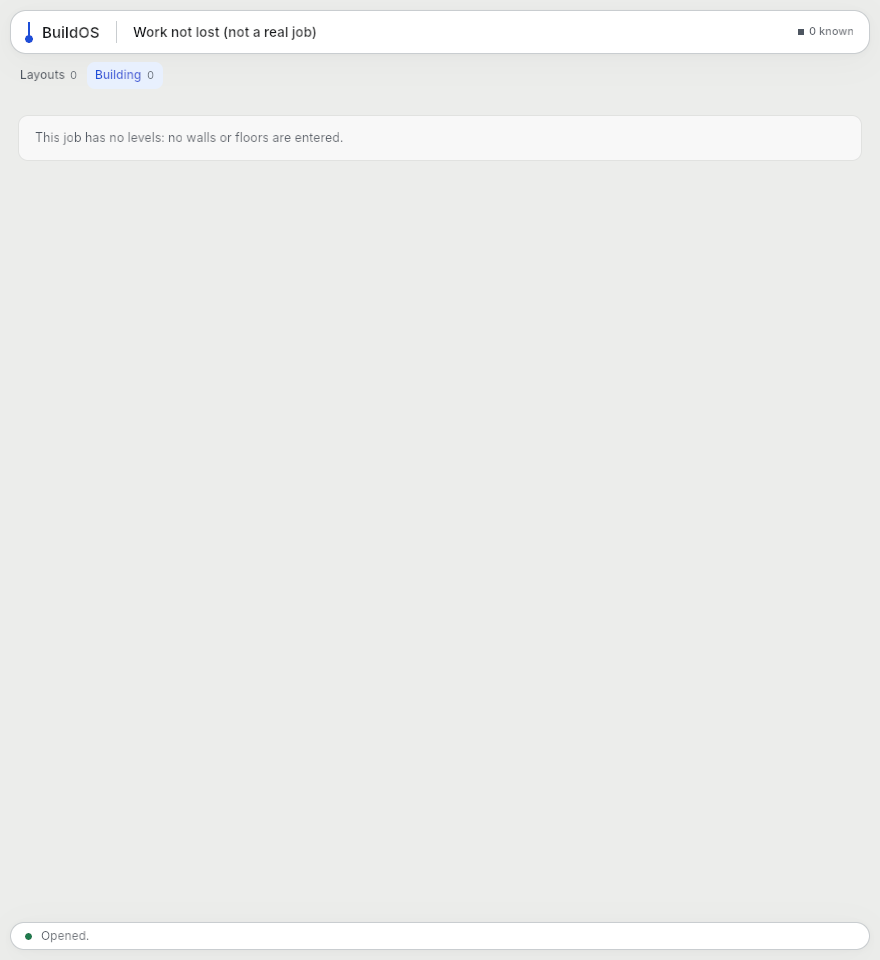 BuildOS
Work not lost (not a real job)
0 known
Layouts 0
Building 0
This job has no levels: no walls or floors are entered.
Opened.